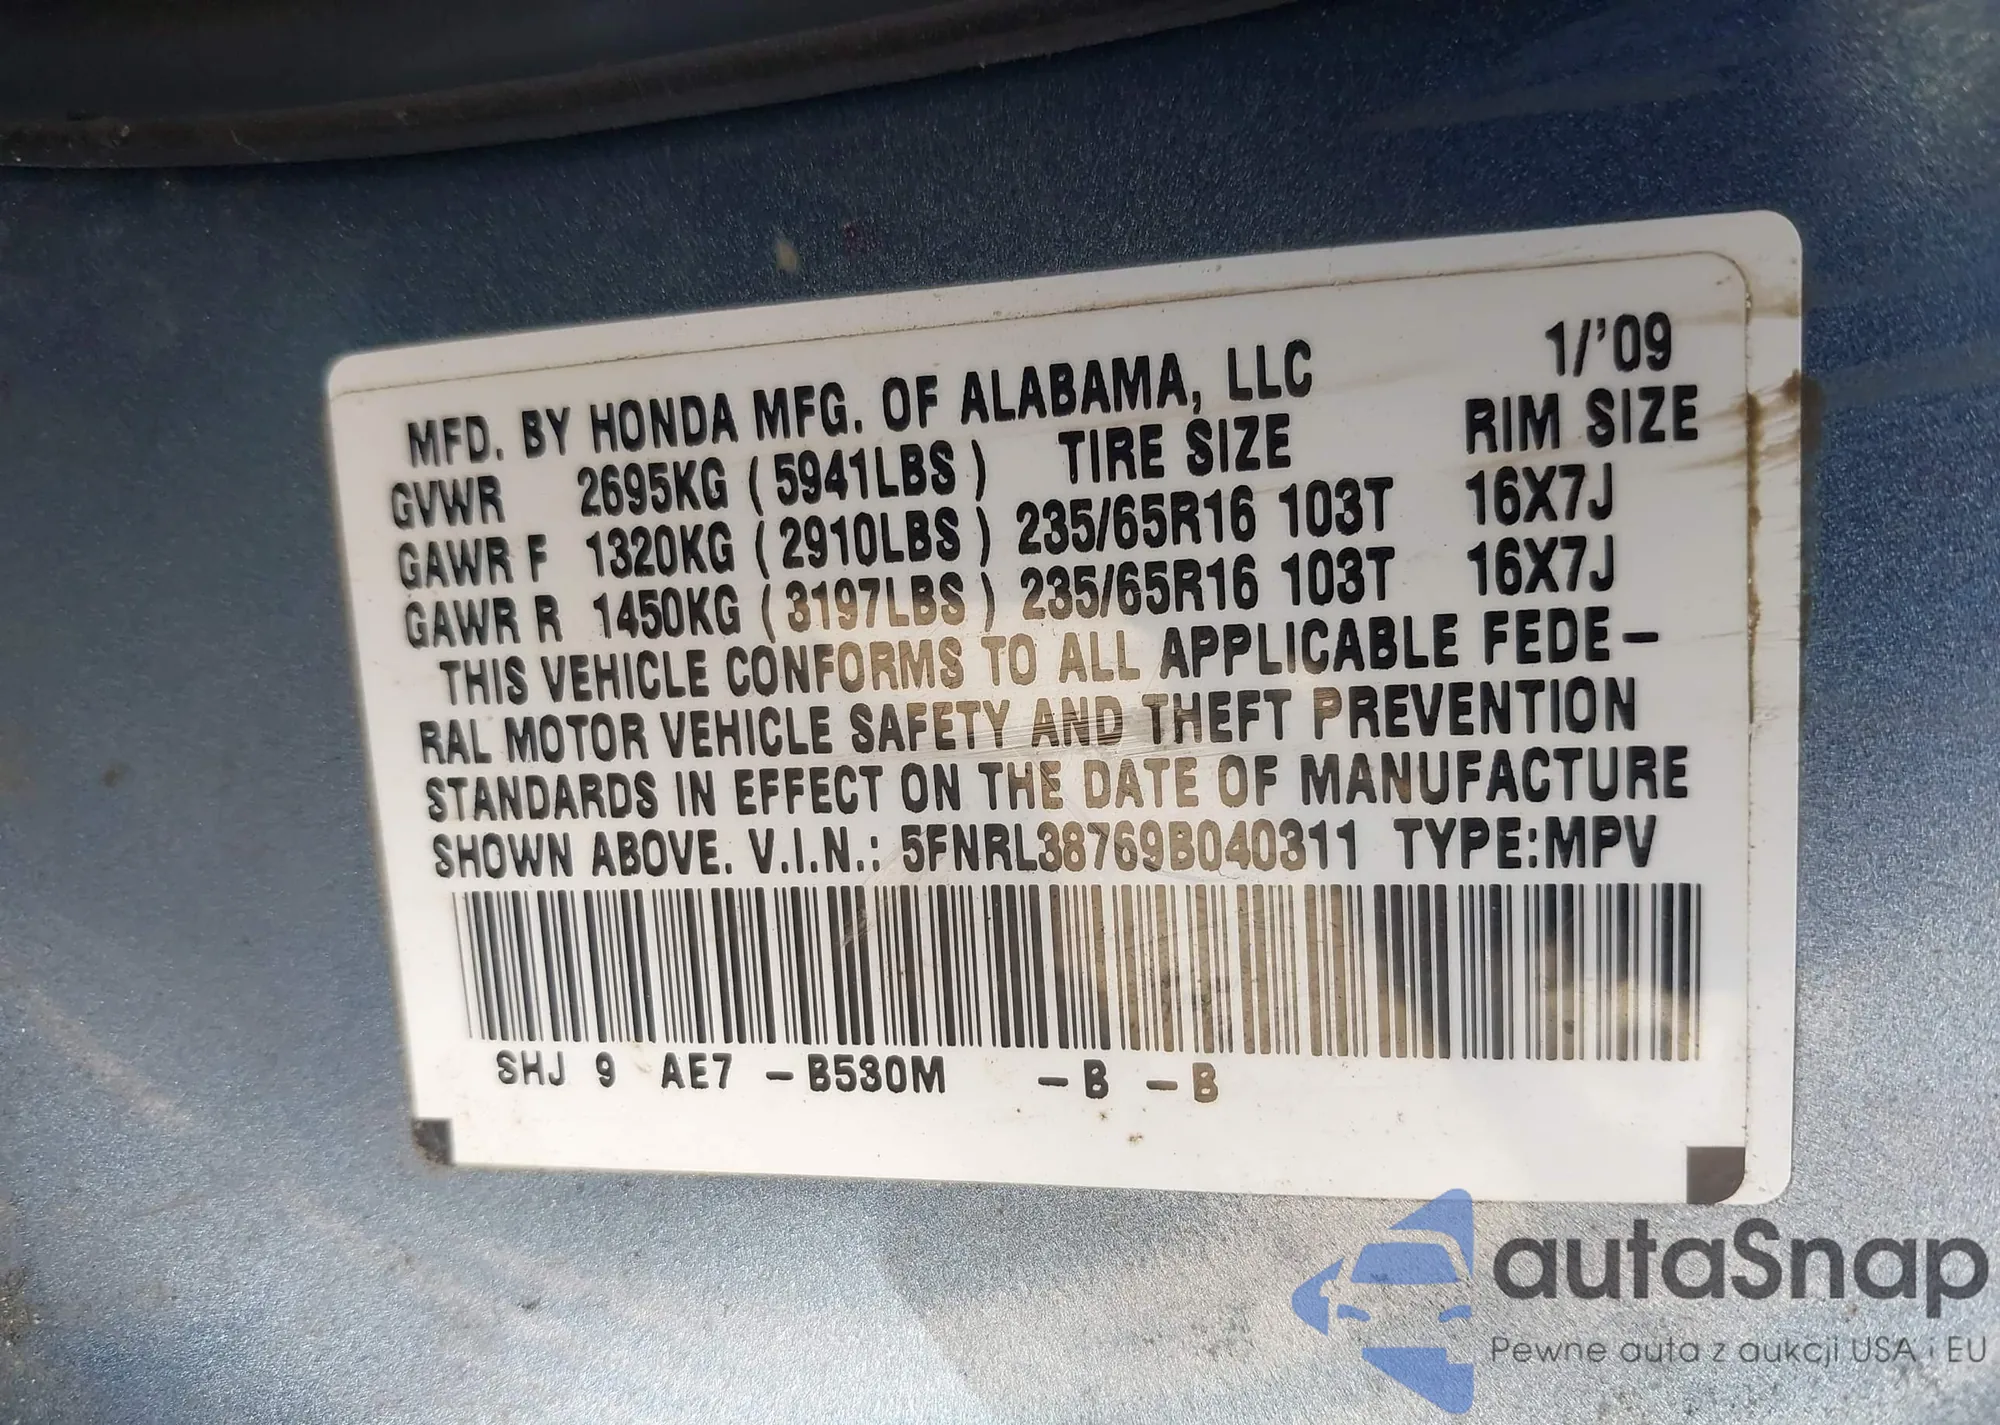 MFD. BY HONDA MFG. OF ALABAMA, LLC 1/'09
GVWR 2695KG ( 5941LBS ) TIRE SIZE RIM SIZE
GAWR F 1320KG ( 2910LBS ) 235/65R16 103T 16X7J
GAWR R 1450KG ( 3197LBS ) 235/65R16 103T 16X7J
THIS VEHICLE CONFORMS TO ALL APPLICABLE FEDE-
RAL MOTOR VEHICLE SAFETY AND THEFT PREVENTION
STANDARDS IN EFFECT ON THE DATE OF MANUFACTURE
SHOWN ABOVE. V.I.N.: 5FNRL38769B040311 TYPE:MPV
SHJ 9 AE7 -B530M -B -B
autaSnap
Pewne auta z aukcji USA i EU